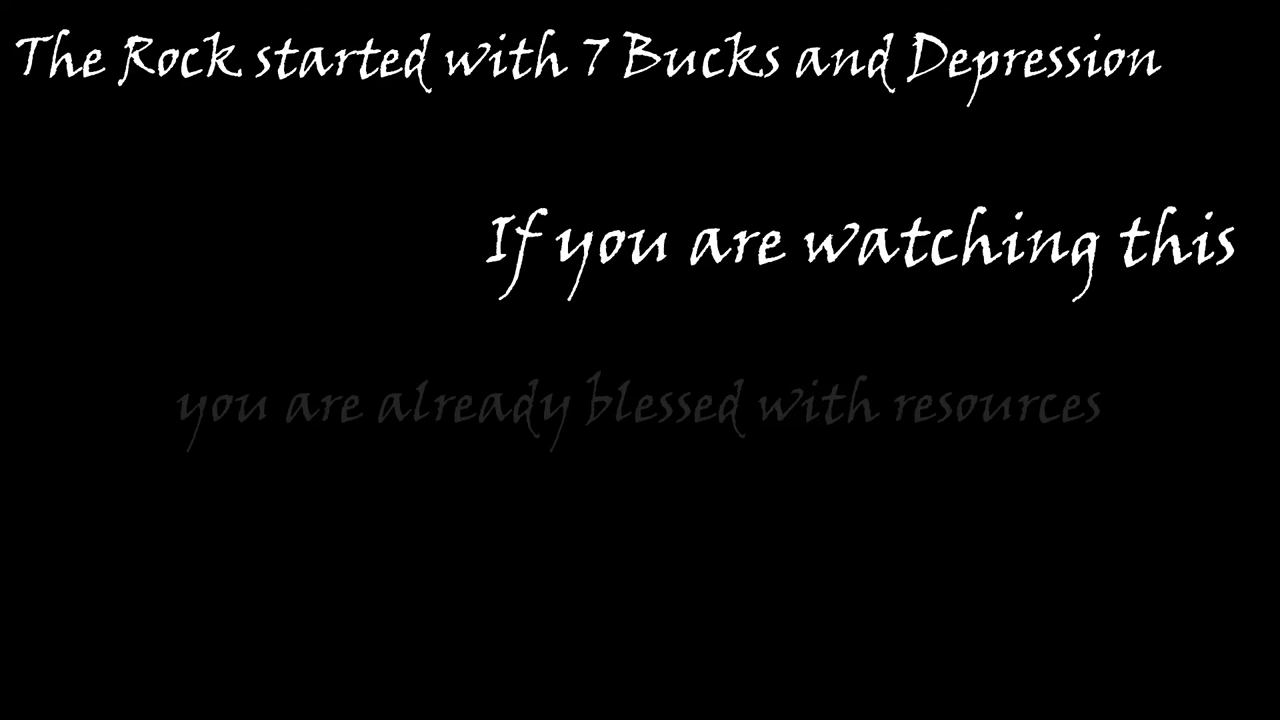 The Rock started with 7 Bucks and Depression
If you are watching this
you are already blessed with resources